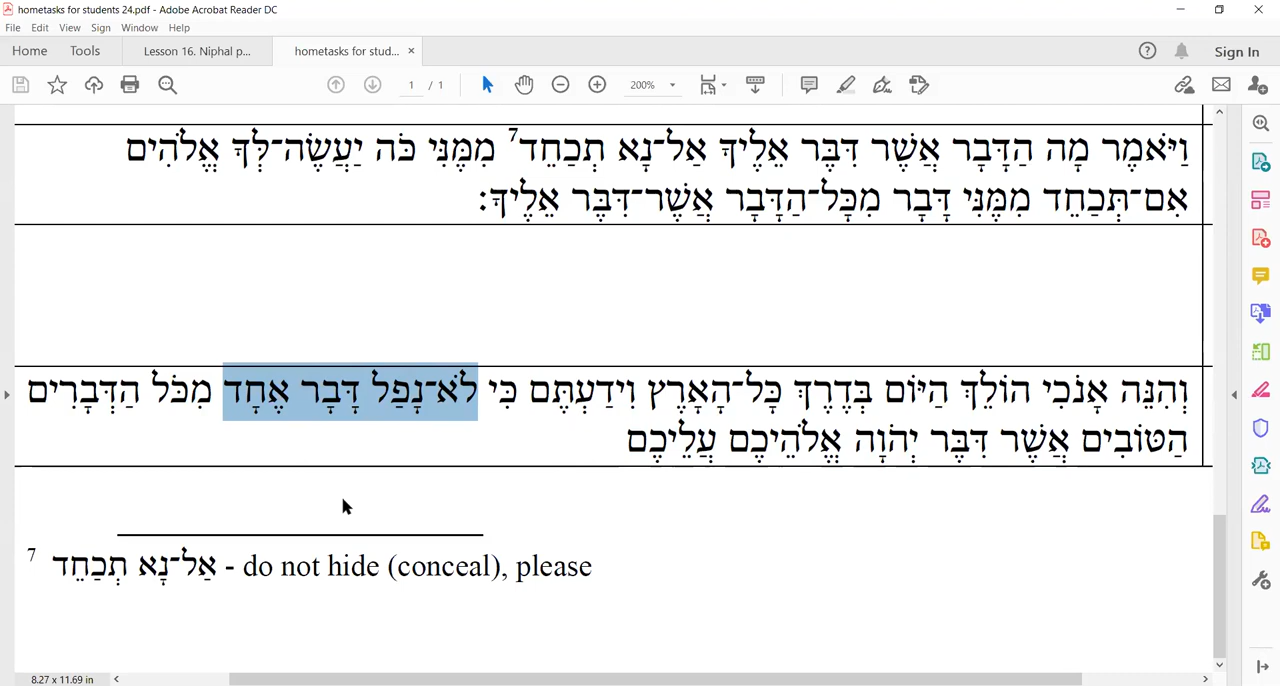 hometasks for students 24.pdf - Adobe Acrobat Reader DC
File Edit View Sign Window Help
Home Tools Lesson 16. Niphal p... hometasks for stud... × Sign In
1 / 1 200%
וַיֹּאמֶר מָה הַדָּבָר אֲשֶׁר דִּבֶּר אֵלֶיךָ אַל־נָא תְכַחֵד7 מִמֶּנִּי כֹּה יַעֲשֶׂה־לְּךָ אֱלֹהִים
אִם־תְּכַחֵד מִמֶּנִּי דָּבָר מִכָּל־הַדָּבָר אֲשֶׁר־דִּבֶּר אֵלֶיךָ׃
וְהִנֵּה אָנֹכִי הוֹלֵךְ הַיּוֹם בְּדֶרֶךְ כָּל־הָאָרֶץ וִידַעְתֶּם כִּי לֹא־נָפַל דָּבָר אֶחָד מִכֹּל הַדְּבָרִים
הַטּוֹבִים אֲשֶׁר דִּבֶּר יְהֹוָה אֱלֹהֵיכֶם עֲלֵיכֶם
7 אַל־נָא תְכַחֵד - do not hide (conceal), please
8.27 x 11.69 in